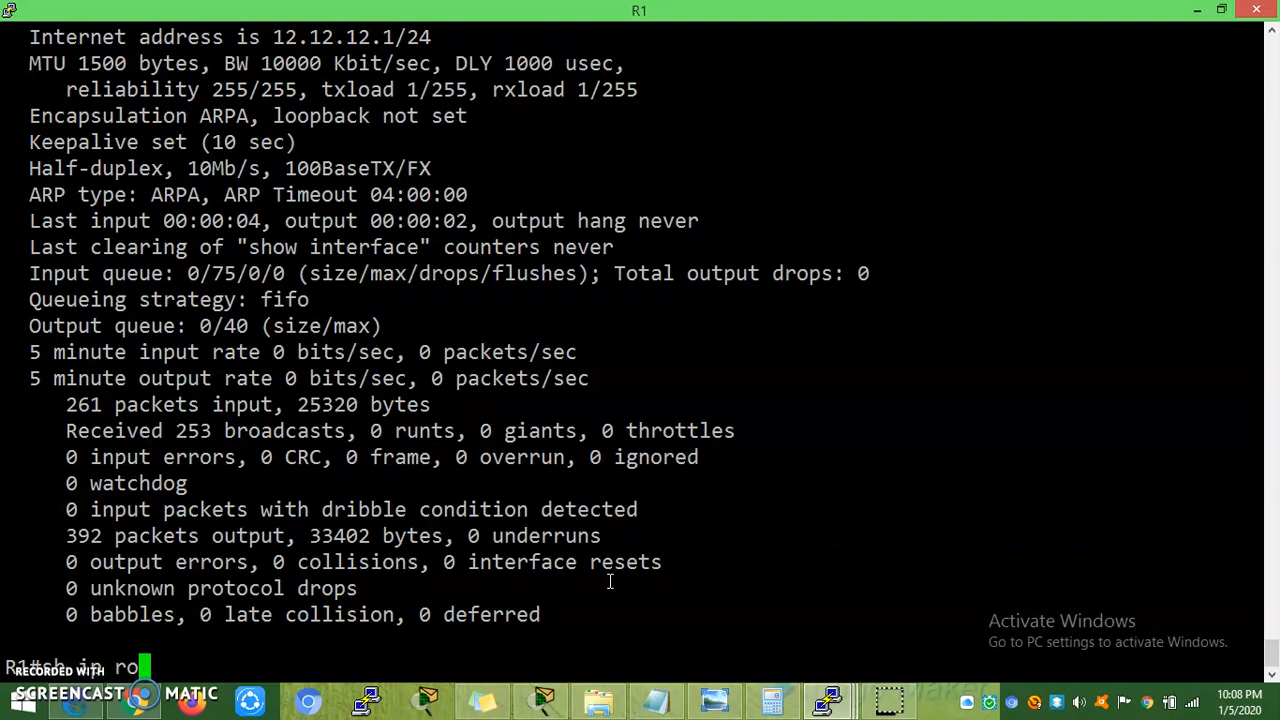 R1
Internet address is 12.12.12.1/24
MTU 1500 bytes, BW 10000 Kbit/sec, DLY 1000 usec,
reliability 255/255, txload 1/255, rxload 1/255
Encapsulation ARPA, loopback not set
Keepalive set (10 sec)
Half-duplex, 10Mb/s, 100BaseTX/FX
ARP type: ARPA, ARP Timeout 04:00:00
Last input 00:00:04, output 00:00:02, output hang never
Last clearing of "show interface" counters never
Input queue: 0/75/0/0 (size/max/drops/flushes); Total output drops: 0
Queueing strategy: fifo
Output queue: 0/40 (size/max)
5 minute input rate 0 bits/sec, 0 packets/sec
5 minute output rate 0 bits/sec, 0 packets/sec
261 packets input, 25320 bytes
Received 253 broadcasts, 0 runts, 0 giants, 0 throttles
0 input errors, 0 CRC, 0 frame, 0 overrun, 0 ignored
0 watchdog
0 input packets with dribble condition detected
392 packets output, 33402 bytes, 0 underruns
0 output errors, 0 collisions, 0 interface resets
0 unknown protocol drops
0 babbles, 0 late collision, 0 deferred
Activate Windows
Go to PC settings to activate Windows.
R1#sh ip ro
RECORDED WITH
SCREENCAST MATIC
10:08 PM
1/5/2020